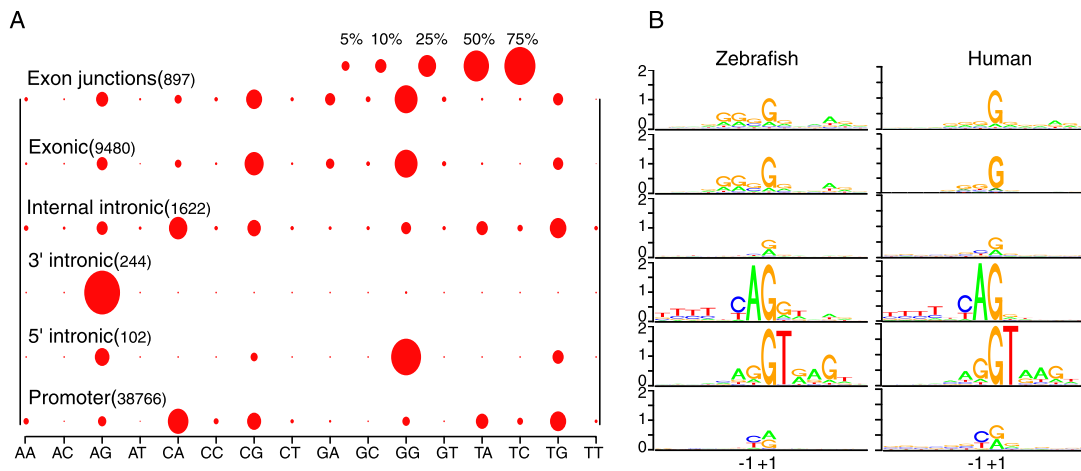 A
B
5% 10% 25% 50% 75%
Zebrafish
Human
Exon junctions(897)
Exonic(9480)
Internal intronic(1622)
3' intronic(244)
5' intronic(102)
Promoter(38766)
AA AC AG AT CA CC CG CT GA GC GG GT TA TC TG TT
2
1
0
2
1
0
2
1
0
2
1
0
2
1
0
2
1
0
-1 +1
-1 +1